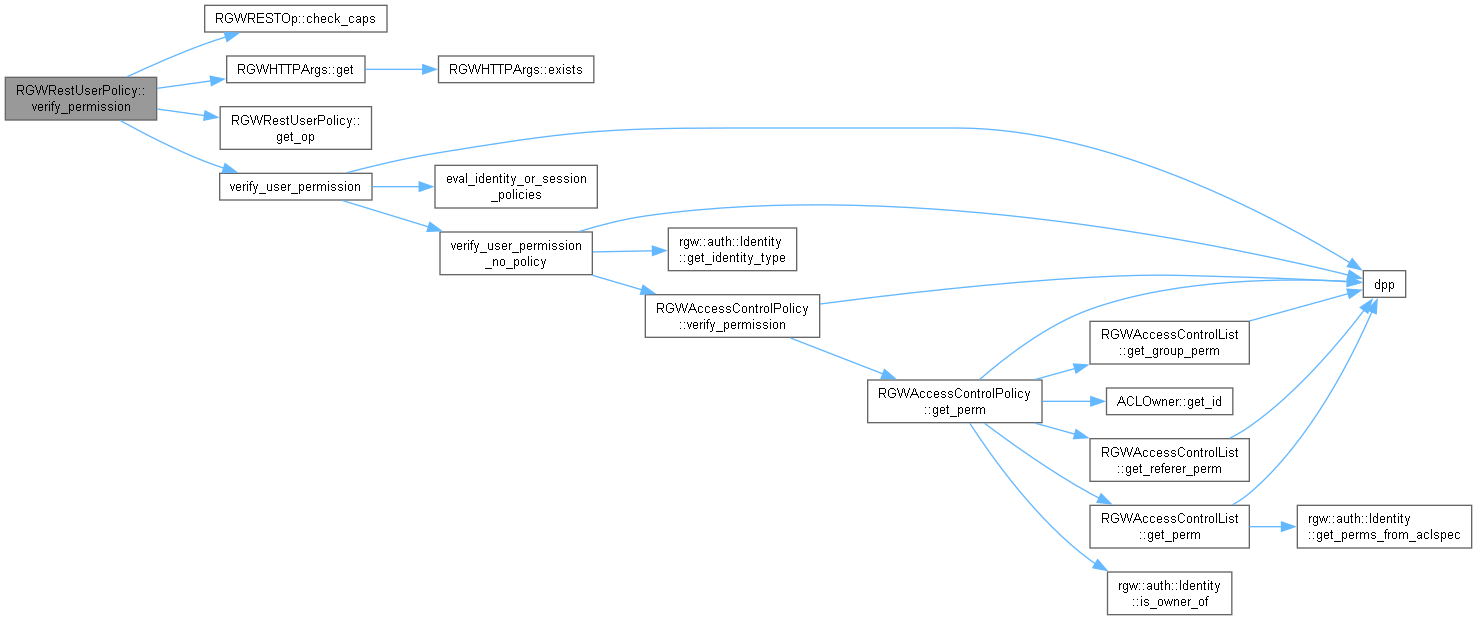 RGWRESTOp::check_caps
RGWHTTPArgs::get
RGWHTTPArgs::exists
RGWRestUserPolicy::
verify_permission
RGWRestUserPolicy::
get_op
verify_user_permission
eval_identity_or_session
_policies
verify_user_permission
_no_policy
rgw::auth::Identity
::get_identity_type
dpp
RGWAccessControlPolicy
::verify_permission
RGWAccessControlList
::get_group_perm
RGWAccessControlPolicy
::get_perm
ACLOwner::get_id
RGWAccessControlList
::get_referer_perm
RGWAccessControlList
::get_perm
rgw::auth::Identity
::get_perms_from_aclspec
rgw::auth::Identity
::is_owner_of